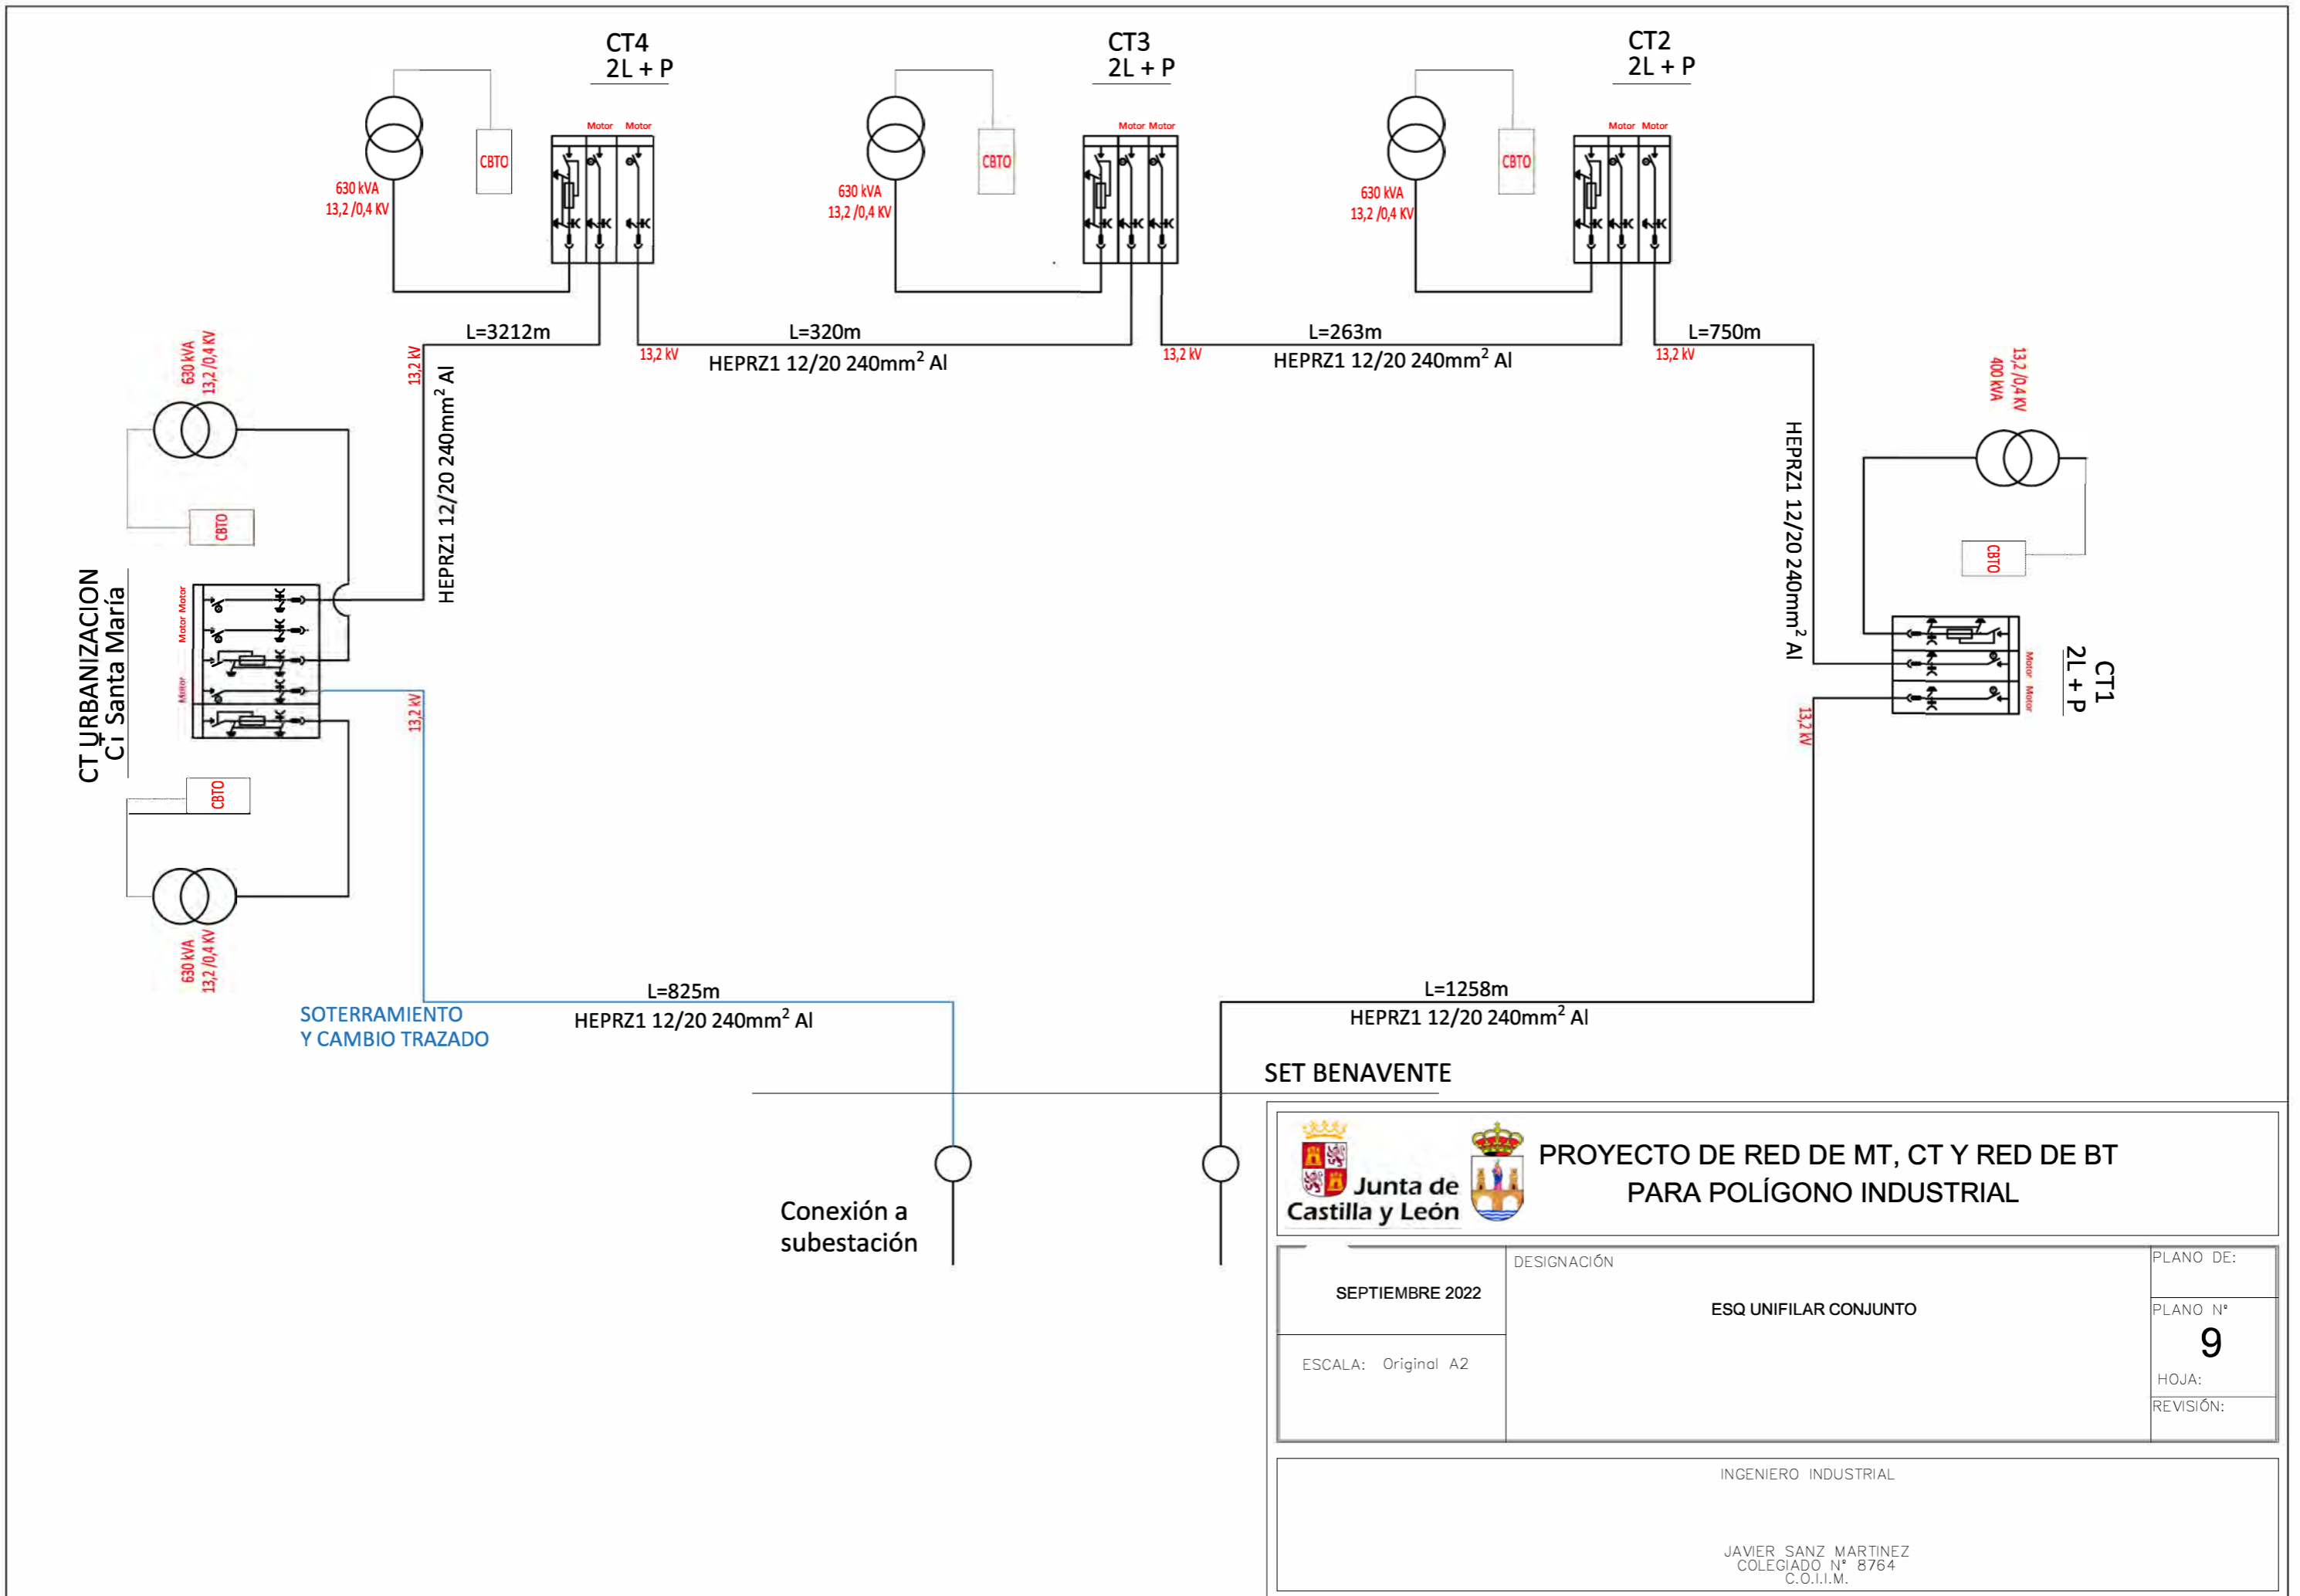 CT4
2L + P
CT3
2L + P
CT2
2L + P
Motor Motor
Motor Motor
Motor Motor
CBTO
CBTO
CBTO
630 kVA
13,2 /0,4 KV
630 kVA
13,2 /0,4 KV
630 kVA
13,2 /0,4 KV
L=3212m
L=320m
L=263m
L=750m
13,2 kV
13,2 kV
13,2 kV
13,2 kV
HEPRZ1 12/20 240mm² Al
HEPRZ1 12/20 240mm² Al
HEPRZ1 12/20 240mm² Al
HEPRZ1 12/20 240mm² Al
630 kVA
13,2 /0,4 KV
CBTO
13,2 /0,4 KV
400 kVA
CBTO
CT URBANIZACION
Santa María
Motor Motor
Motor
13,2 kV
CBTO
630 kVA
13,2 /0,4 KV
CT1
2L + P
Motor Motor
13,2 kV
L=825m
HEPRZ1 12/20 240mm² Al
SOTERRAMIENTO
Y CAMBIO TRAZADO
L=1258m
HEPRZ1 12/20 240mm² Al
SET BENAVENTE
Conexión a
subestación
Junta de
Castilla y León
PROYECTO DE RED DE MT, CT Y RED DE BT
PARA POLÍGONO INDUSTRIAL
SEPTIEMBRE 2022
ESCALA: Original A2
DESIGNACIÓN
ESQ UNIFILAR CONJUNTO
PLANO DE:
PLANO Nº
9
HOJA:
REVISIÓN:
INGENIERO INDUSTRIAL
JAVIER SANZ MARTINEZ
COLEGIADO Nº 8764
C.O.I.I.M.